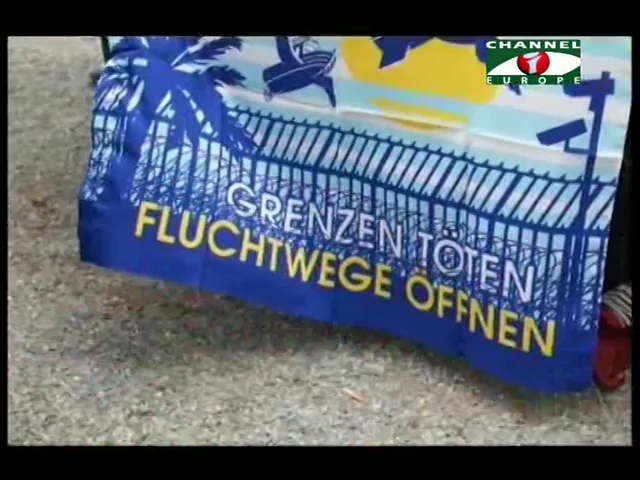 CHANNEL
i
EUROPE
GRENZEN TÖTEN
FLUCHTWEGE ÖFFNEN